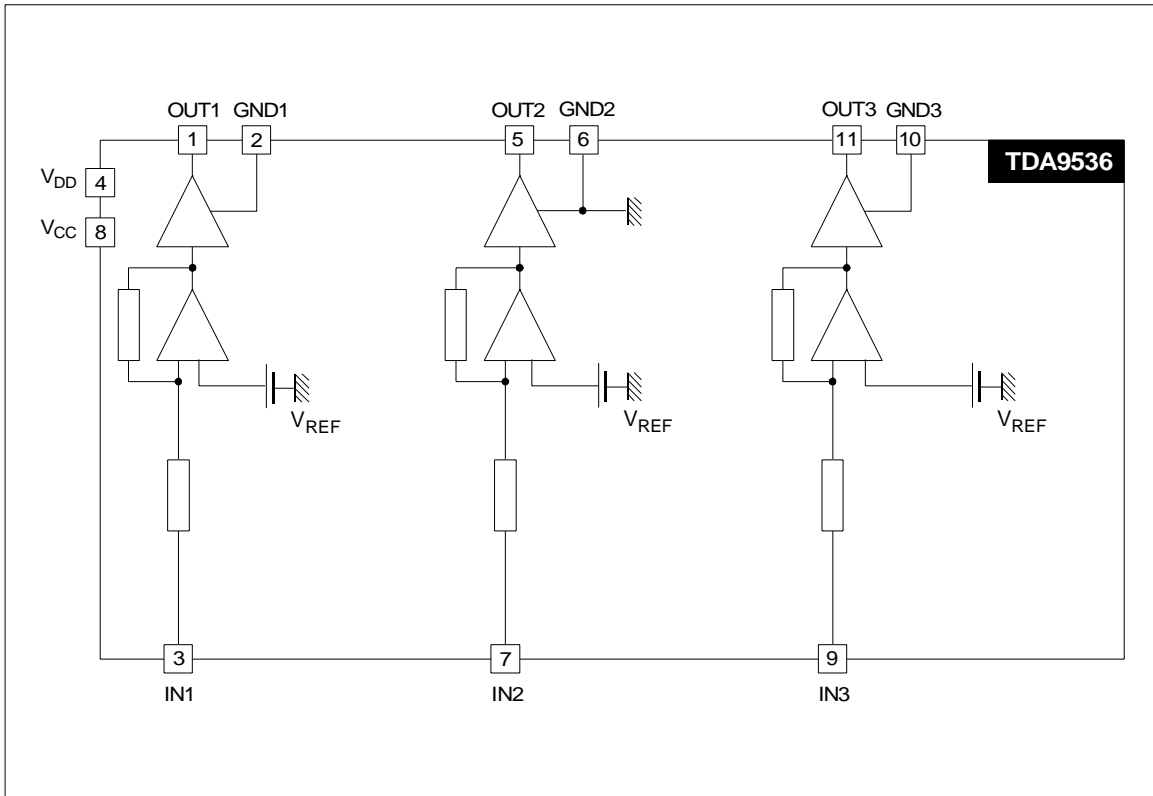 OUT1 GND1 OUT2 GND2 OUT3 GND3
1 2 5 6 11 10
TDA9536
VDD 4
VCC 8
VREF VREF VREF
3 7 9
IN1 IN2 IN3